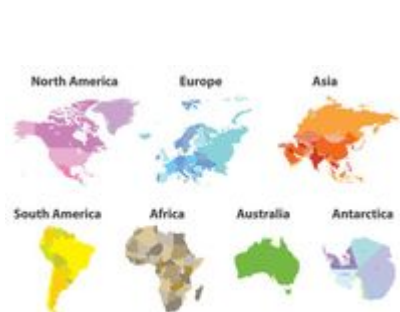 North America
Europe
Asia
South America
Africa
Australia
Antarctica